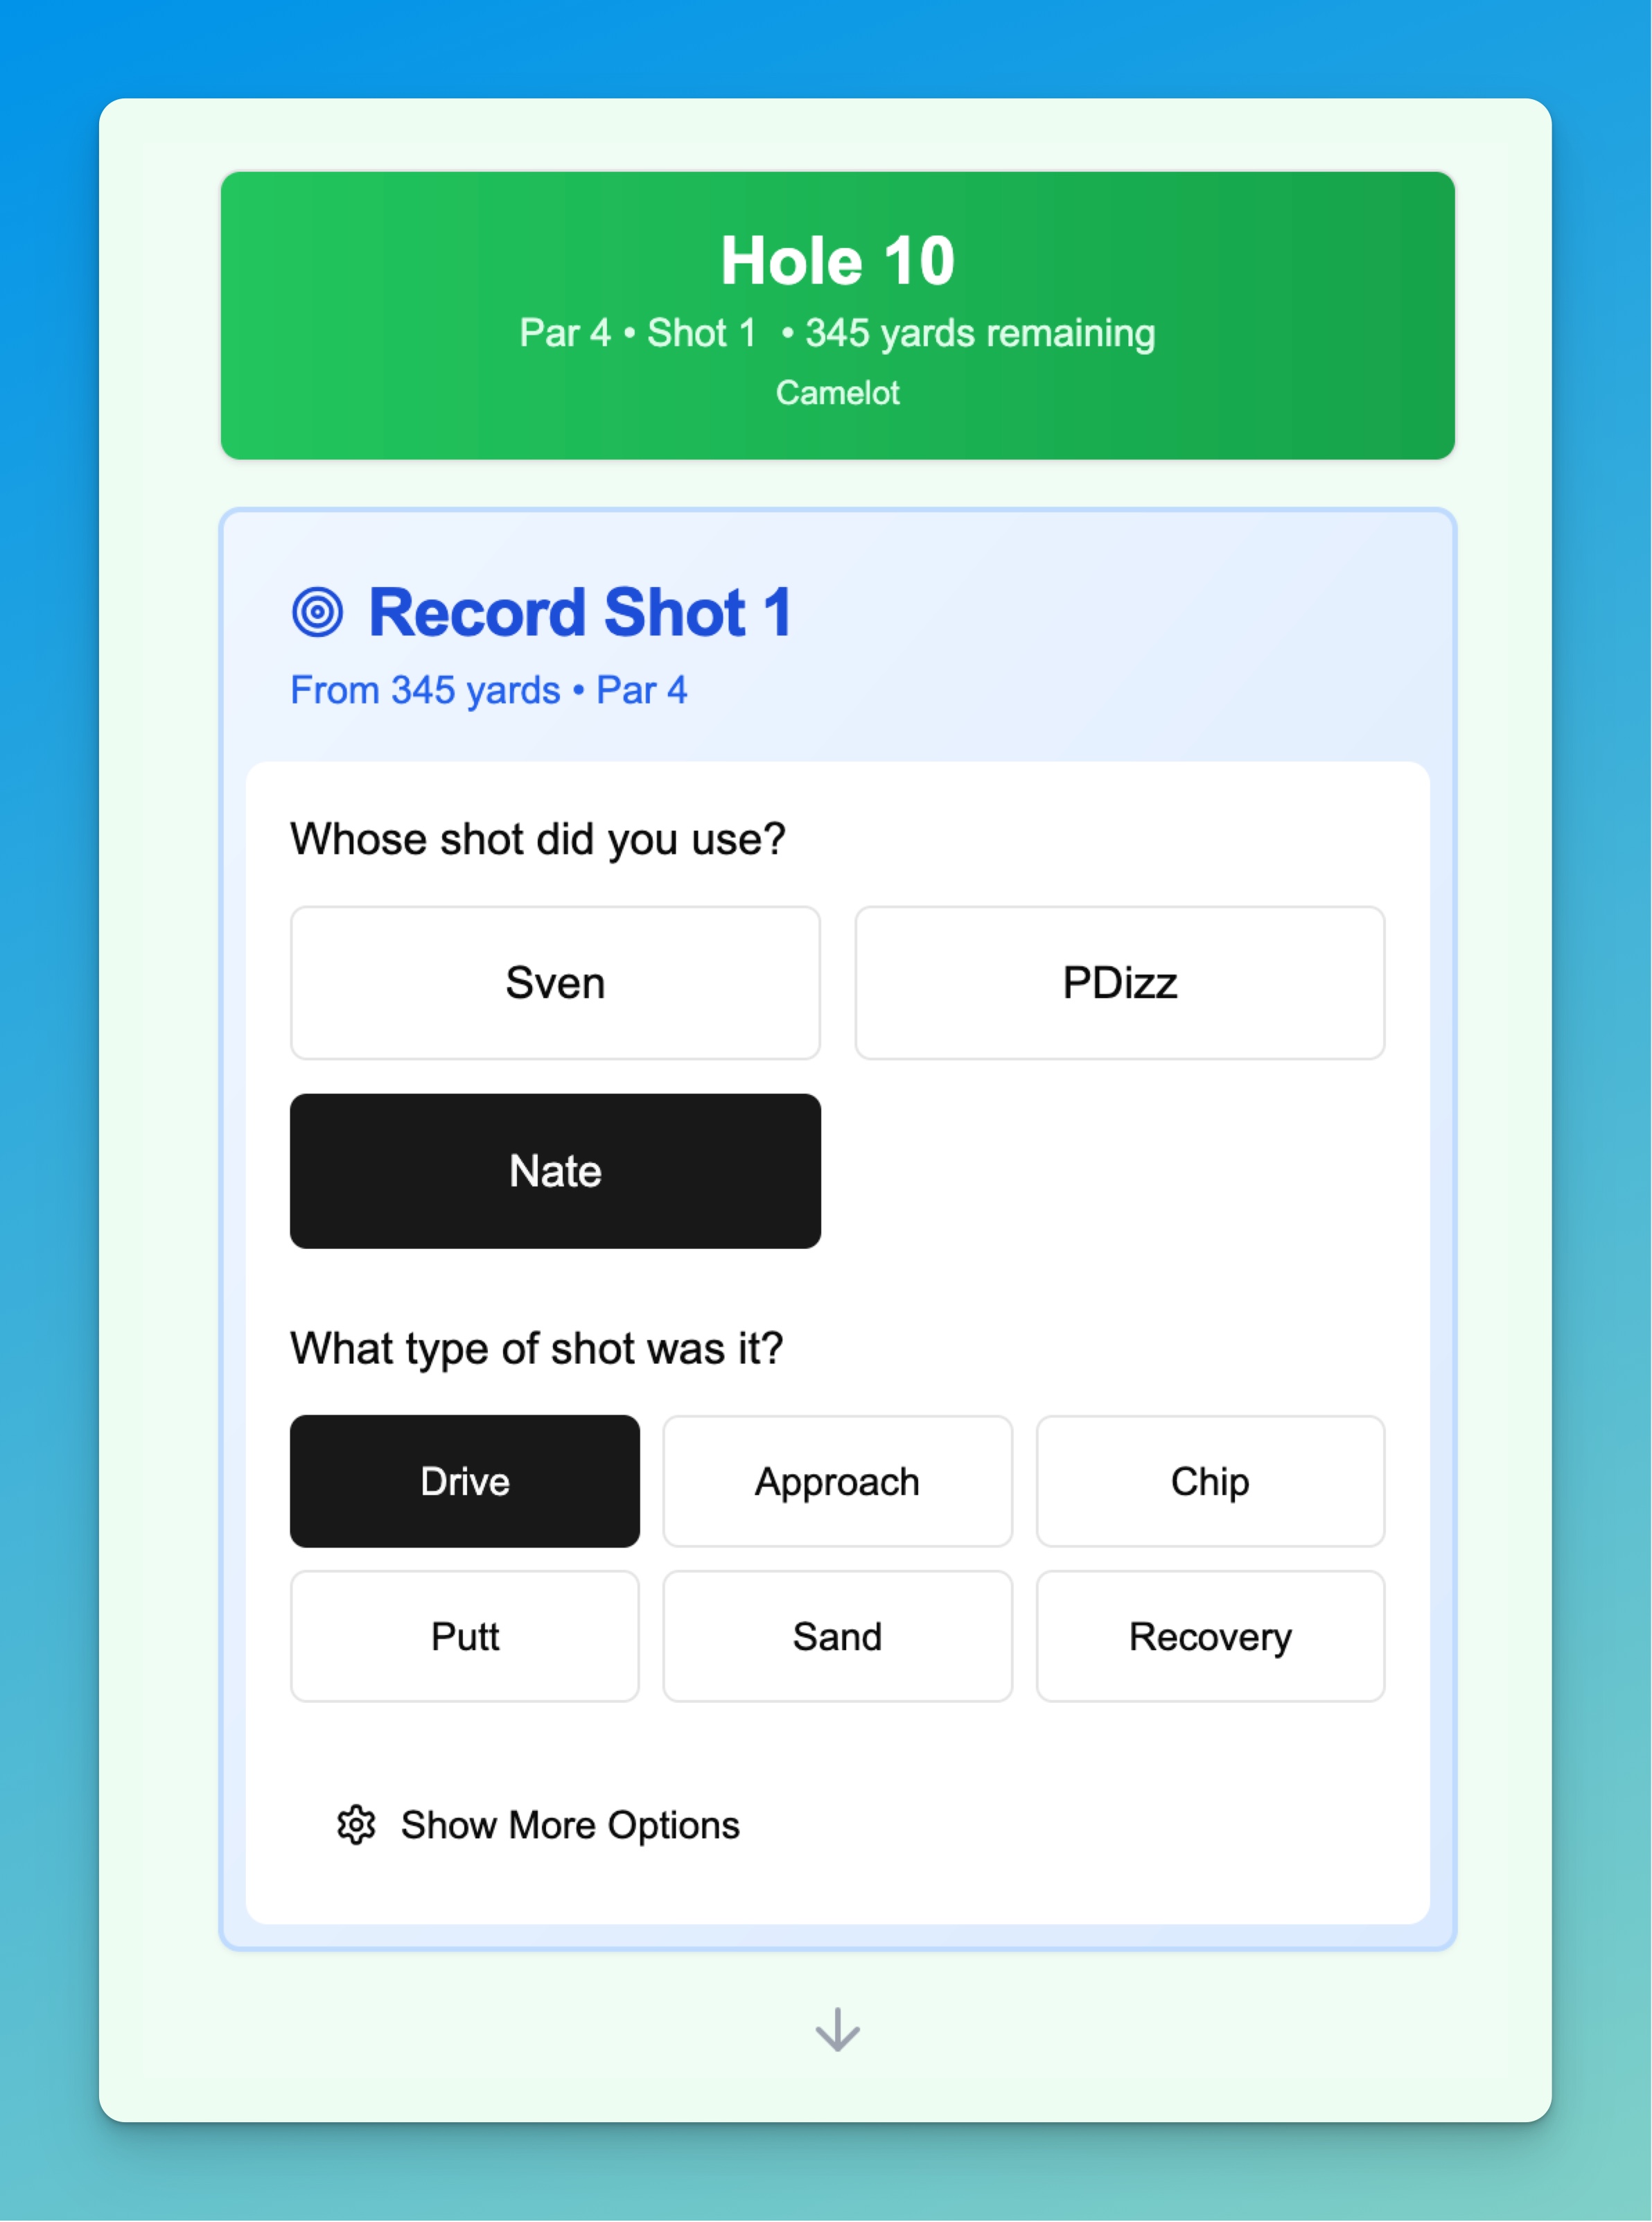 Hole 10
Par 4 • Shot 1 • 345 yards remaining
Camelot
Record Shot 1
From 345 yards • Par 4
Whose shot did you use?
Sven
PDizz
Nate
What type of shot was it?
Drive
Approach
Chip
Putt
Sand
Recovery
Show More Options